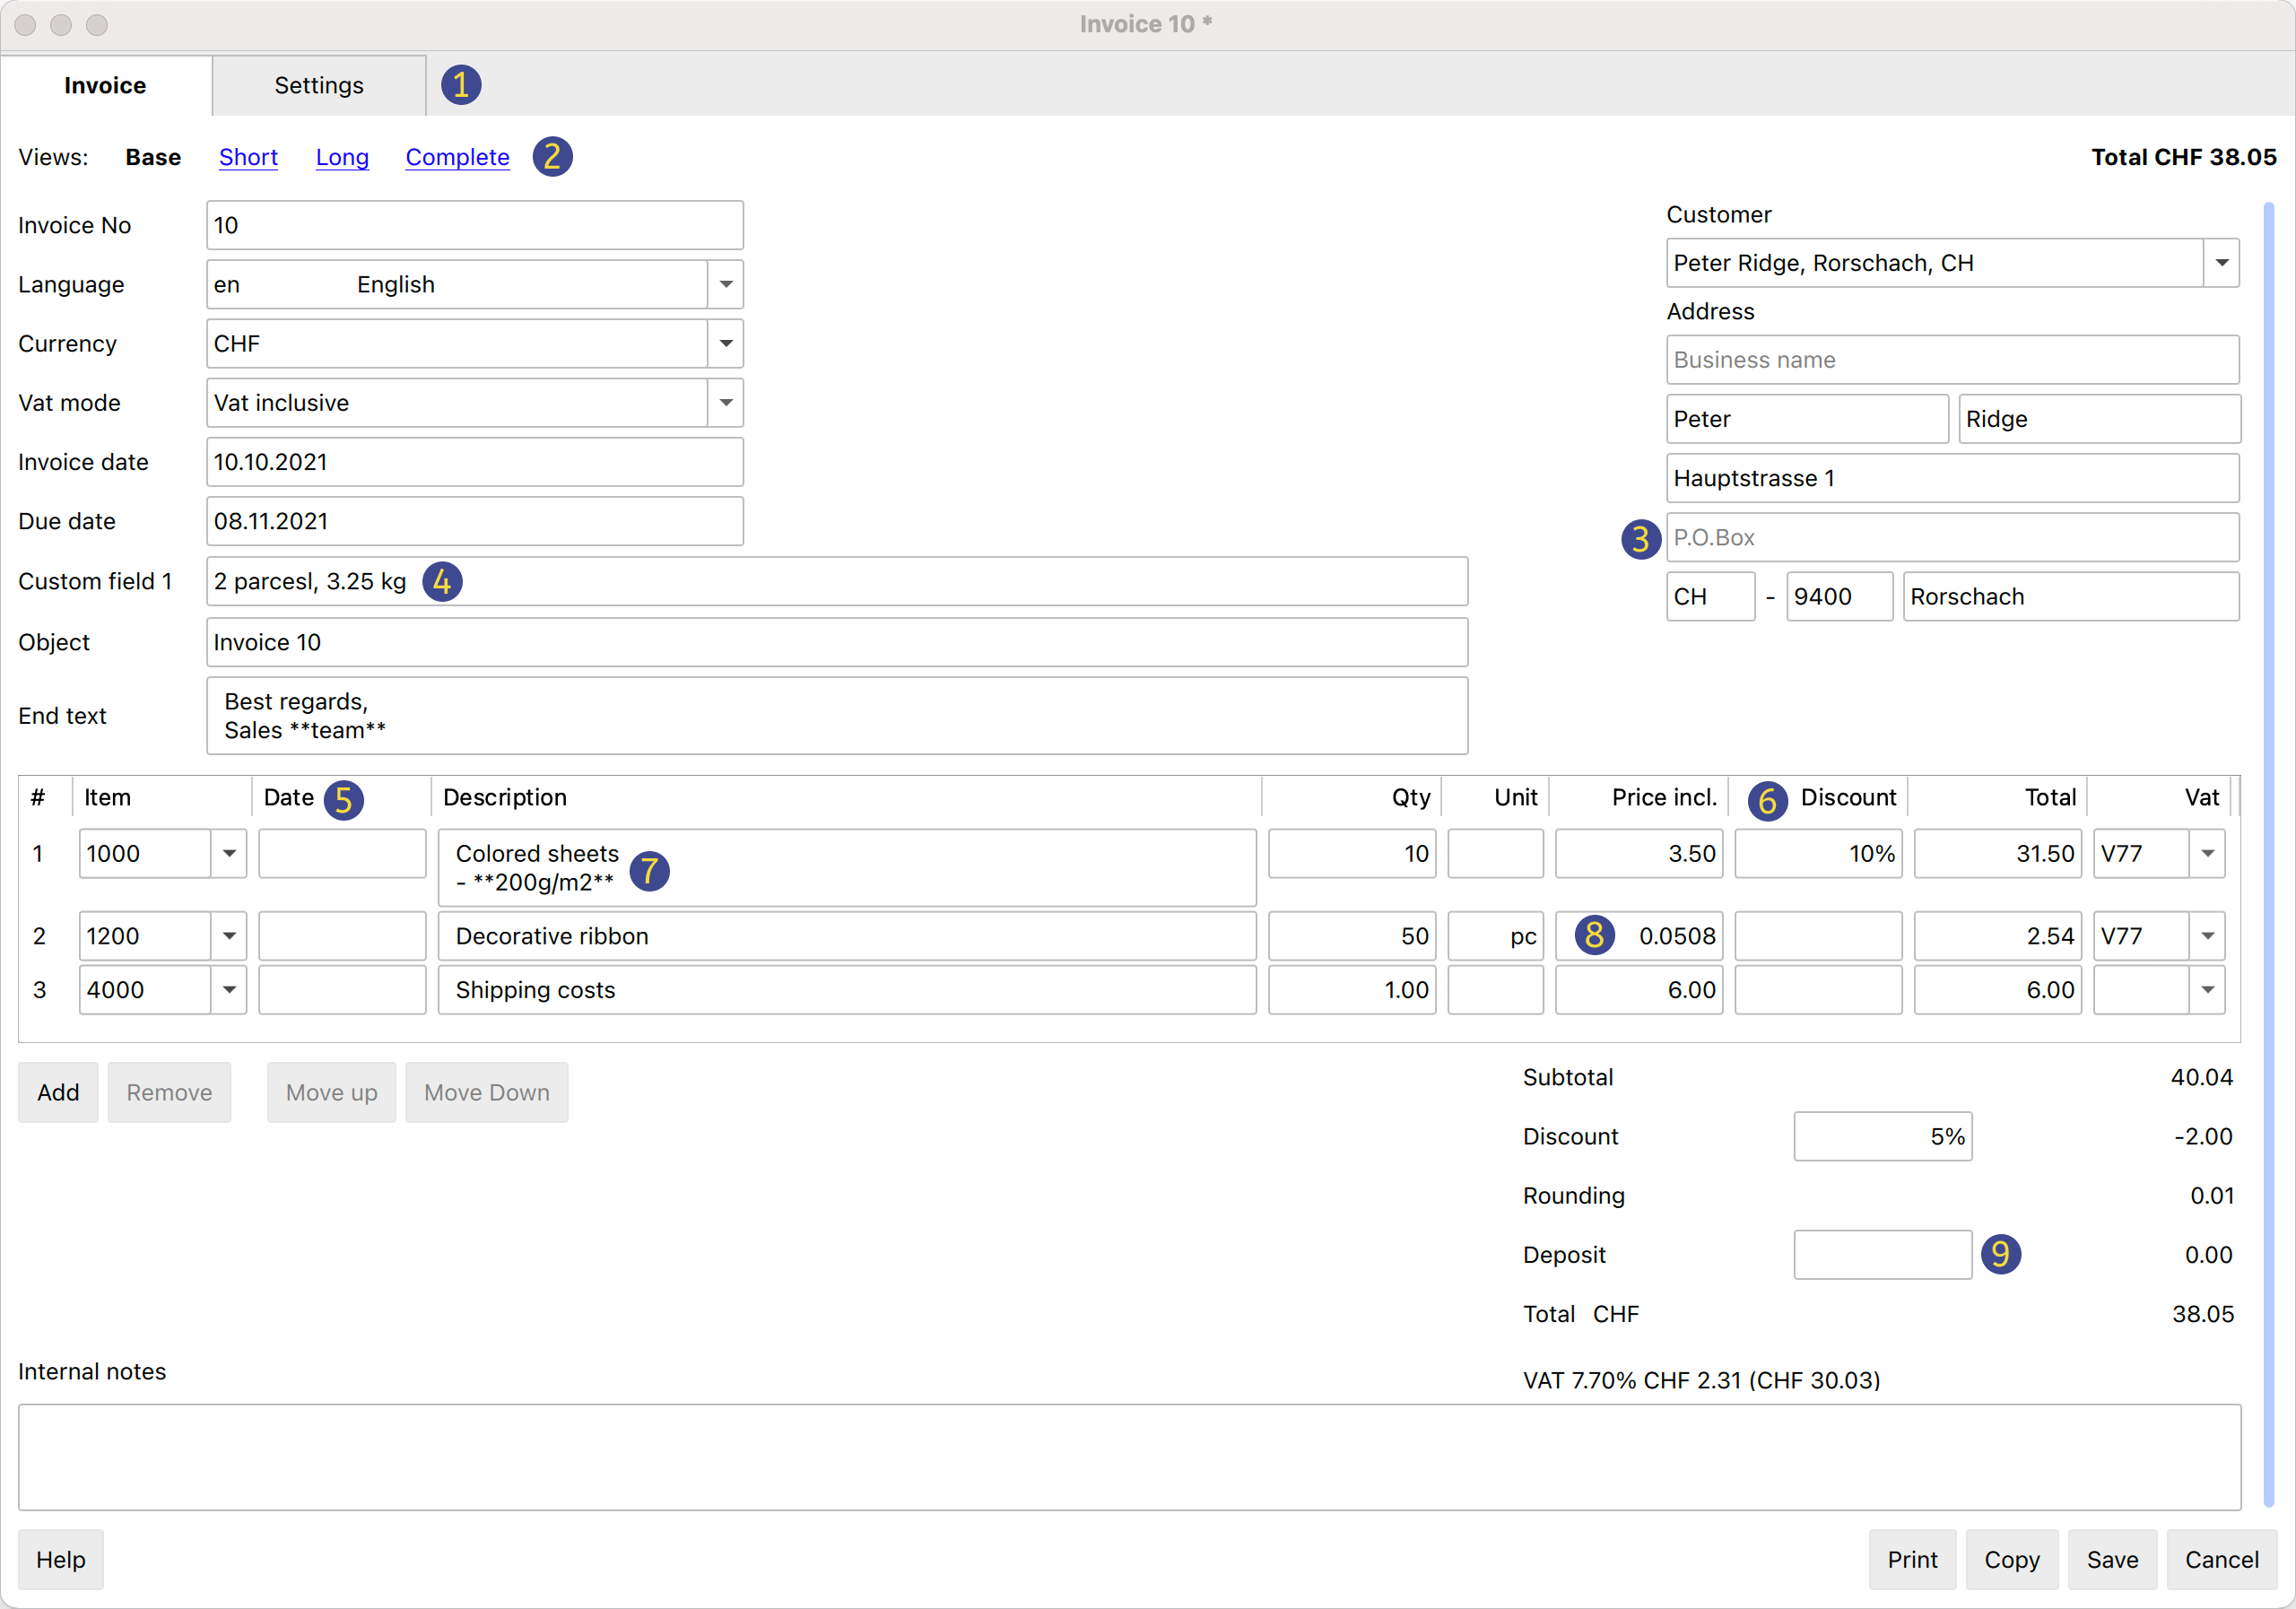 Invoice 10 *
Invoice Settings 1
Views: Base Short Long Complete 2 Total CHF 38.05
Invoice No 10
Language en English
Currency CHF
Vat mode Vat inclusive
Invoice date 10.10.2021
Due date 08.11.2021
Custom field 1 2 parcesl, 3.25 kg 4
Object Invoice 10
End text Best regards,
Sales **team**
Customer
Peter Ridge, Rorschach, CH
Address
Business name
Peter Ridge
Hauptstrasse 1
3 P.O.Box
CH - 9400 Rorschach
# Item Date 5 Description Qty Unit Price incl. 6 Discount Total Vat
1 1000 Colored sheets 10 3.50 10% 31.50 V77
- **200g/m2** 7
2 1200 Decorative ribbon 50 pc 8 0.0508 2.54 V77
3 4000 Shipping costs 1.00 6.00 6.00
Add Remove Move up Move Down
Subtotal 40.04
Discount 5% -2.00
Rounding 0.01
Deposit 9 0.00
Total CHF 38.05
VAT 7.70% CHF 2.31 (CHF 30.03)
Internal notes
Help Print Copy Save Cancel